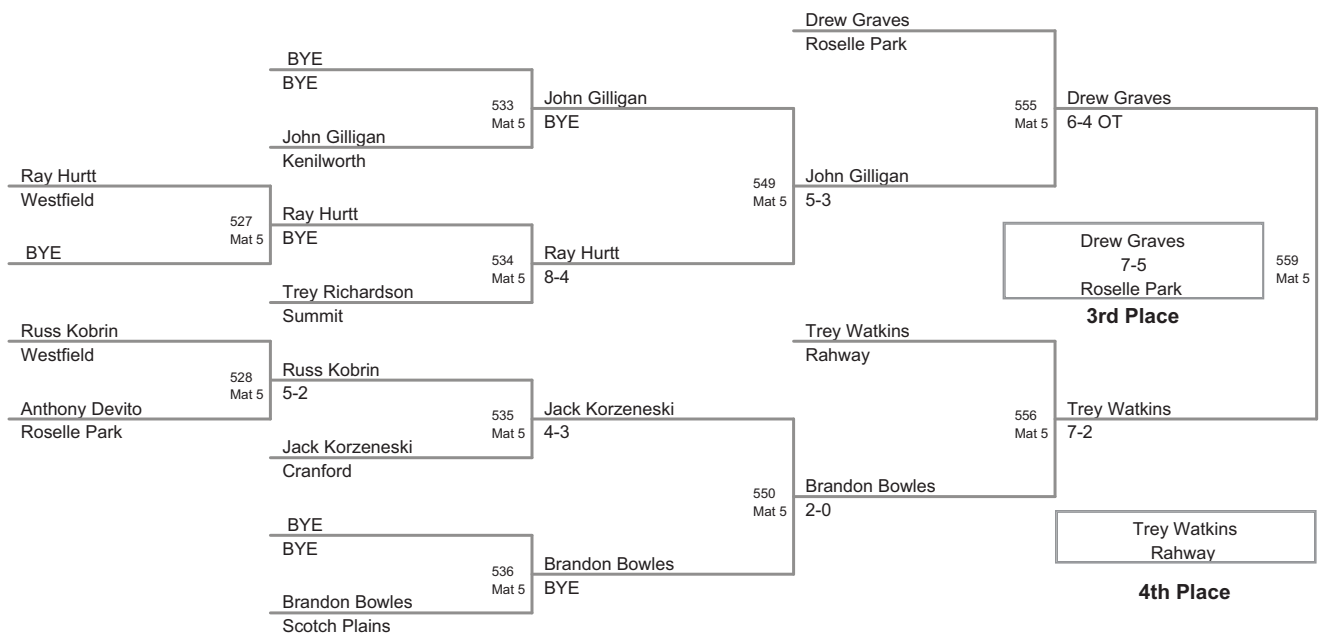 Drew Graves
Roselle Park
BYE
BYE
533
Mat 5
John Gilligan
BYE
555
Mat 5
Drew Graves
6-4 OT
John Gilligan
Kenilworth
Ray Hurtt
Westfield
549
Mat 5
John Gilligan
5-3
527
Mat 5
Ray Hurtt
BYE
BYE
534
Mat 5
Ray Hurtt
8-4
Drew Graves
7-5
Roselle Park
3rd Place
559
Mat 5
Trey Richardson
Summit
Russ Kobrin
Westfield
Trey Watkins
Rahway
528
Mat 5
Russ Kobrin
5-2
Anthony Devito
Roselle Park
535
Mat 5
Jack Korzeneski
4-3
556
Mat 5
Trey Watkins
7-2
Jack Korzeneski
Cranford
550
Mat 5
Brandon Bowles
2-0
BYE
BYE
Trey Watkins
Rahway
4th Place
536
Mat 5
Brandon Bowles
BYE
Brandon Bowles
Scotch Plains